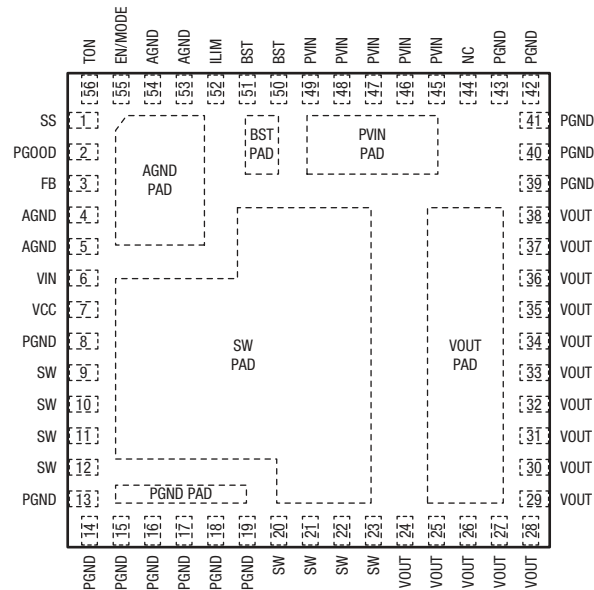 TON
EN/MODE
AGND
AGND
ILIM
BST
BST
PVIN
PVIN
PVIN
PVIN
PVIN
NC
PGND
PGND
56
55
54
53
52
51
50
49
48
47
46
45
44
43
42
SS 1
PGOOD 2
FB 3
AGND 4
AGND 5
VIN 6
VCC 7
PGND 8
SW 9
SW 10
SW 11
SW 12
PGND 13
AGND
PAD
BST
PAD
PVIN
PAD
SW
PAD
VOUT
PAD
PGND PAD
41 PGND
40 PGND
39 PGND
38 VOUT
37 VOUT
36 VOUT
35 VOUT
34 VOUT
33 VOUT
32 VOUT
31 VOUT
30 VOUT
29 VOUT
14
15
16
17
18
19
20
21
22
23
24
25
26
27
28
PGND
PGND
PGND
PGND
PGND
PGND
SW
SW
SW
SW
VOUT
VOUT
VOUT
VOUT
VOUT